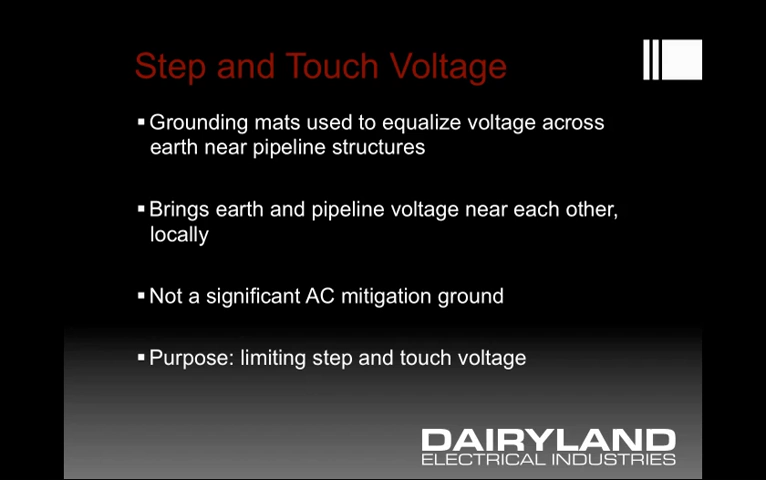 Step and Touch Voltage
▪Grounding mats used to equalize voltage across
earth near pipeline structures
▪Brings earth and pipeline voltage near each other,
locally
▪Not a significant AC mitigation ground
▪Purpose: limiting step and touch voltage
DAIRYLAND
ELECTRICAL INDUSTRIES